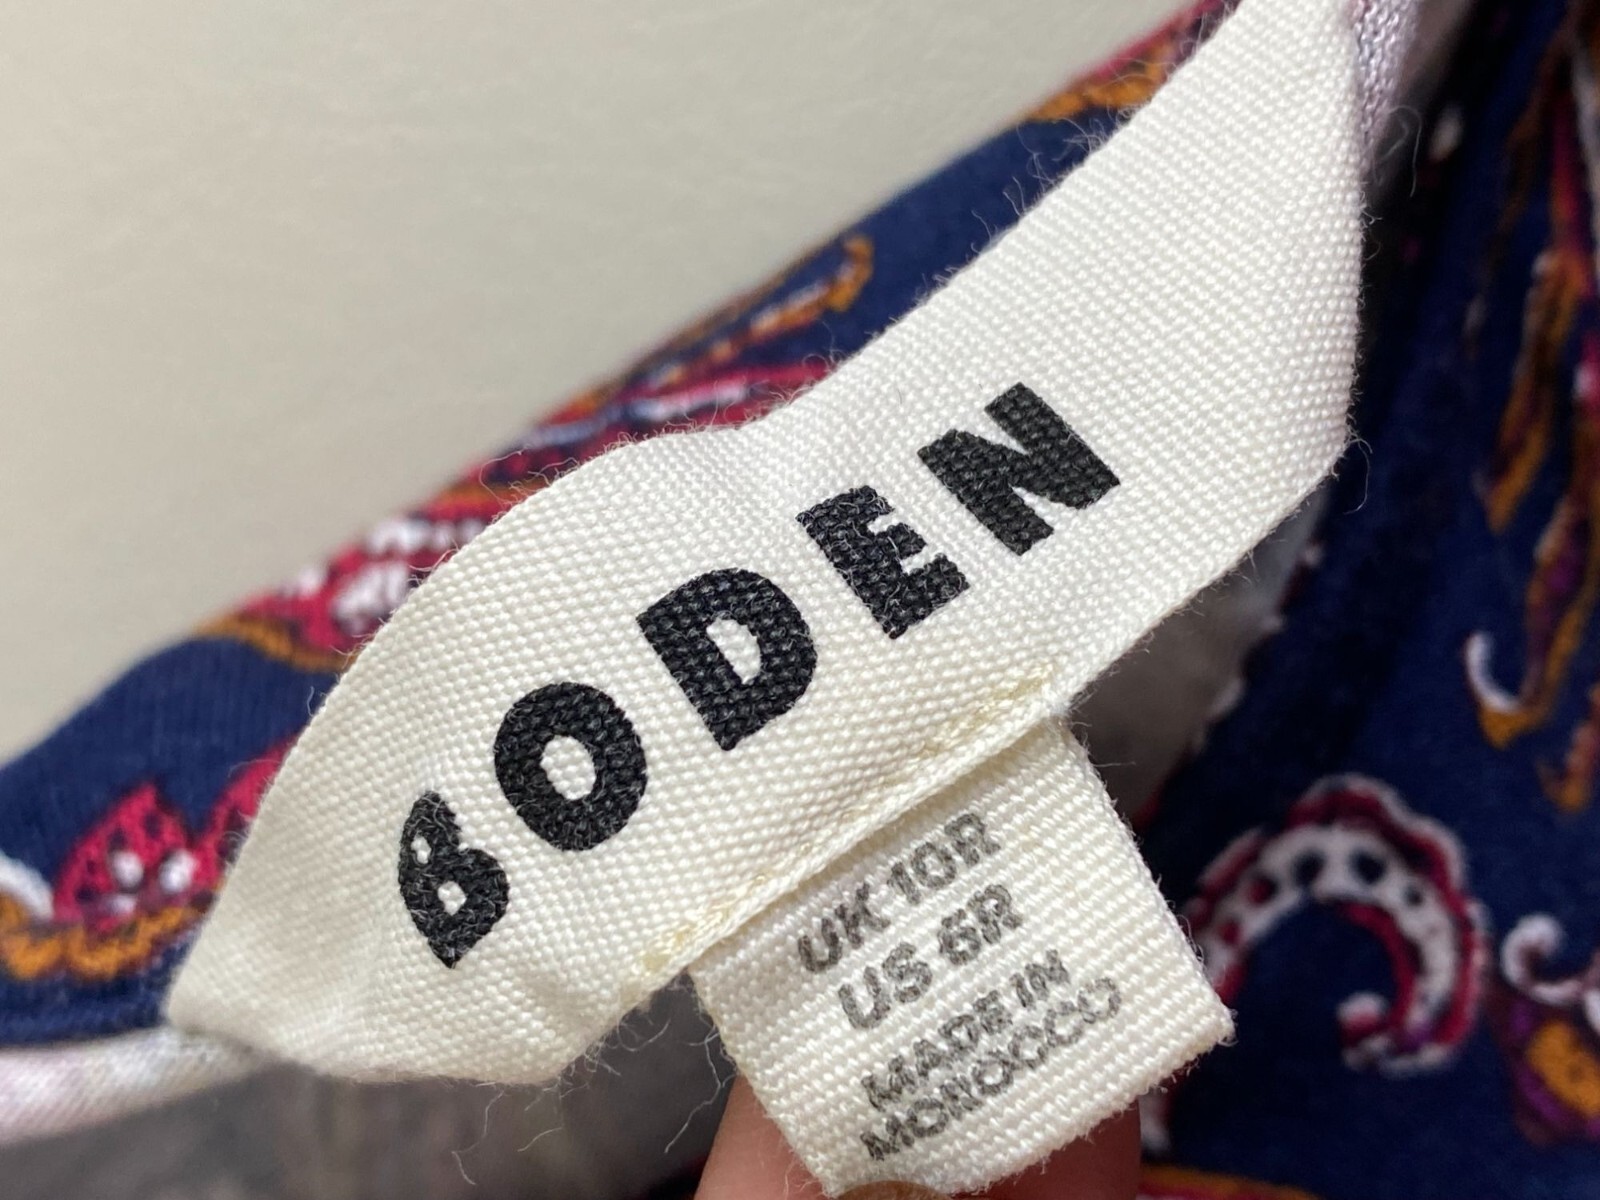 BODEN
UK 10R
US 6R
MADE IN
MOROCCO